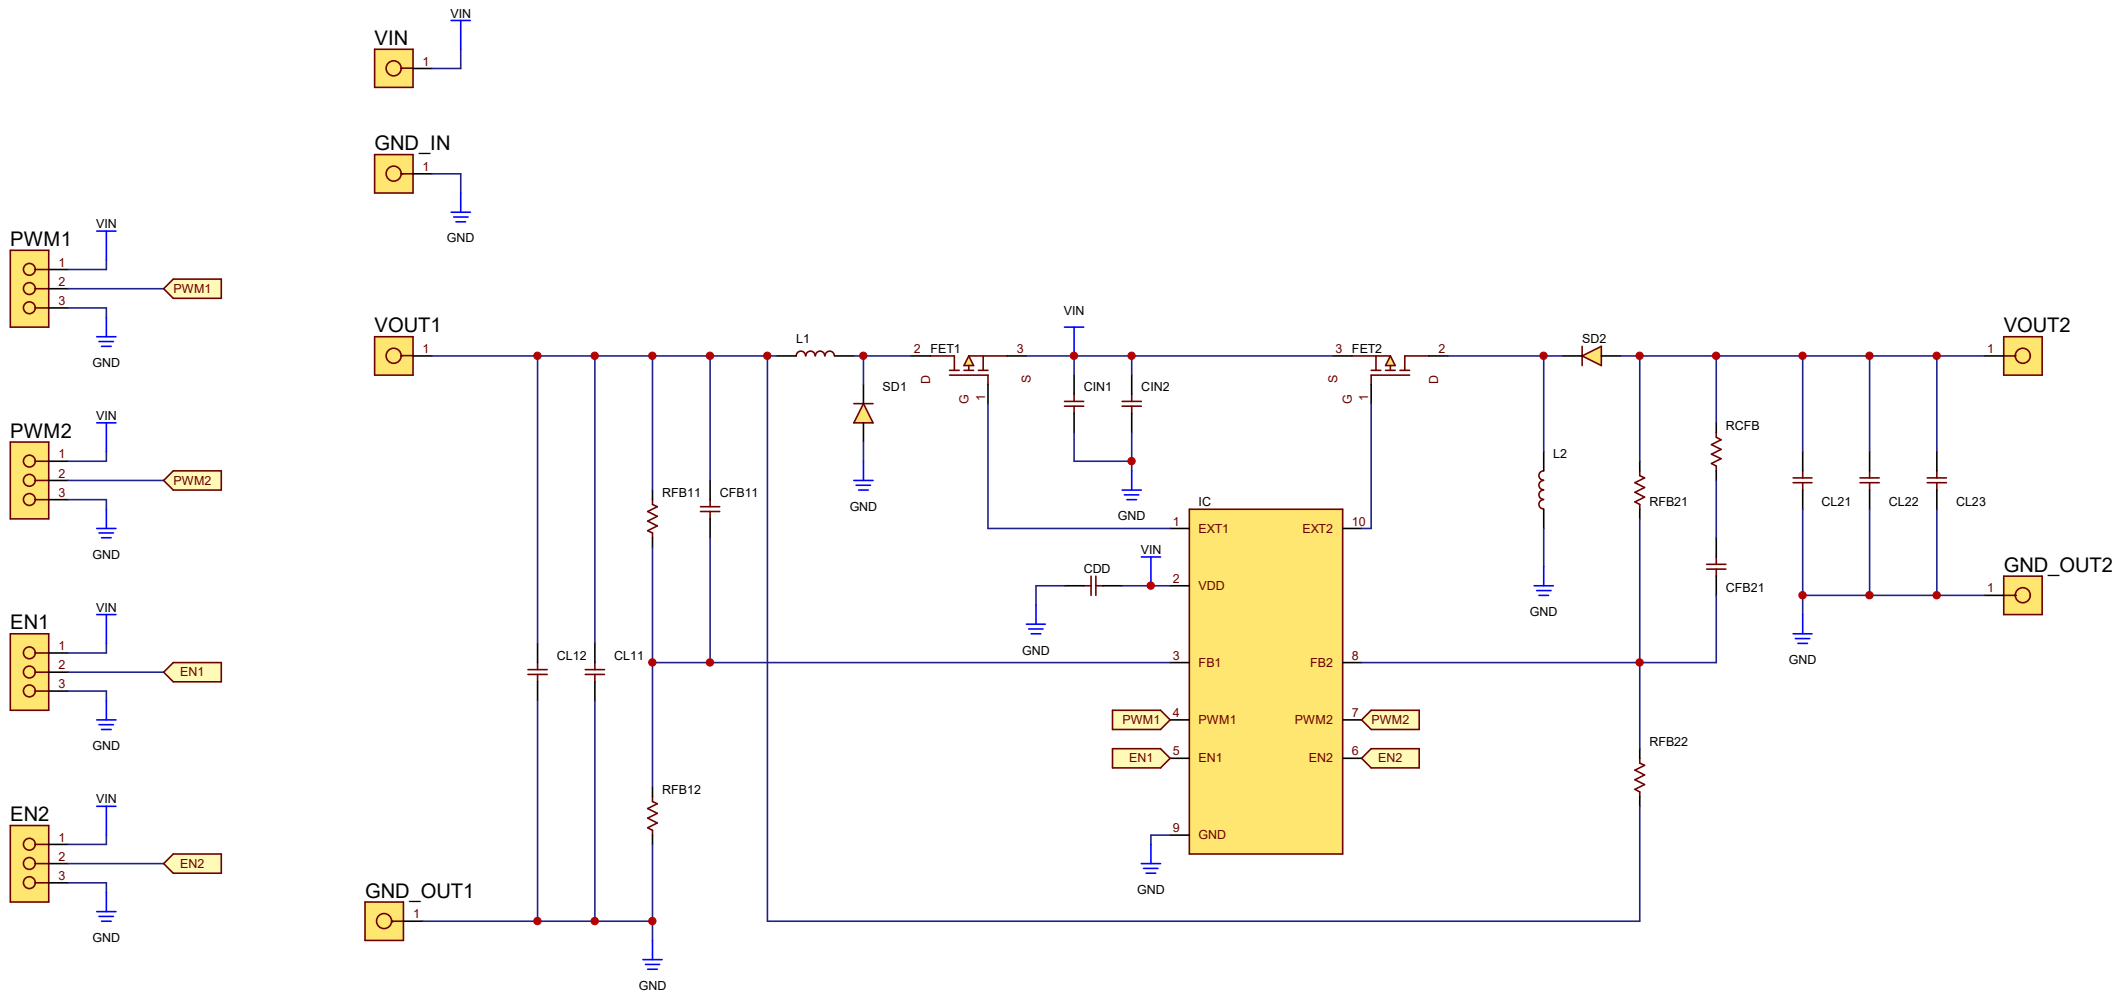 VIN
VIN
1
GND_IN
1
GND
PWM1
VIN
1
2
3
PWM1
GND
PWM2
VIN
1
2
3
PWM2
GND
EN1
VIN
1
2
3
EN1
GND
EN2
VIN
1
2
3
EN2
GND
VOUT1
1
L1
2
FET1
3
D
G
1
S
SD1
GND
VIN
CIN1
CIN2
GND
3
FET2
2
S
G
1
D
SD2
VOUT2
1
L2
GND
RFB11
CFB11
CL12
CL11
RFB12
GND_OUT1
1
GND
IC
1
EXT1
EXT2
10
VIN
CDD
2
VDD
GND
3
FB1
FB2
8
PWM1
4
PWM1
PWM2
7
PWM2
EN1
5
EN1
EN2
6
EN2
9
GND
GND
RFB21
RCFB
CFB21
RFB22
CL21
CL22
CL23
GND_OUT2
1
GND